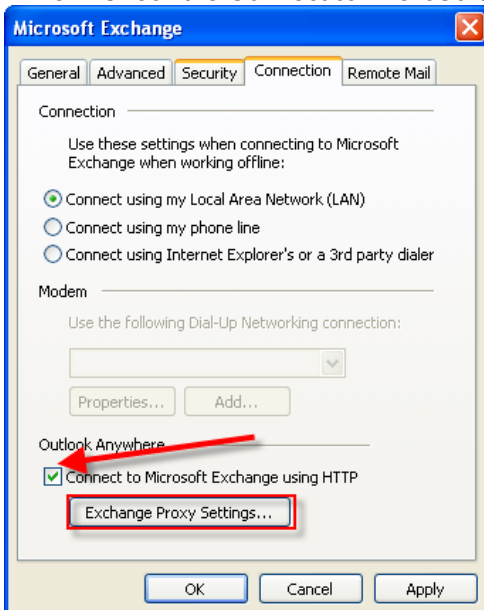 Microsoft Exchange
General Advanced Security Connection Remote Mail
Connection
Use these settings when connecting to Microsoft
Exchange when working offline:
Connect using my Local Area Network (LAN)
Connect using my phone line
Connect using Internet Explorer's or a 3rd party dialer
Modem
Use the following Dial-Up Networking connection:
Properties... Add...
Outlook Anywhere
Connect to Microsoft Exchange using HTTP
Exchange Proxy Settings...
OK Cancel Apply